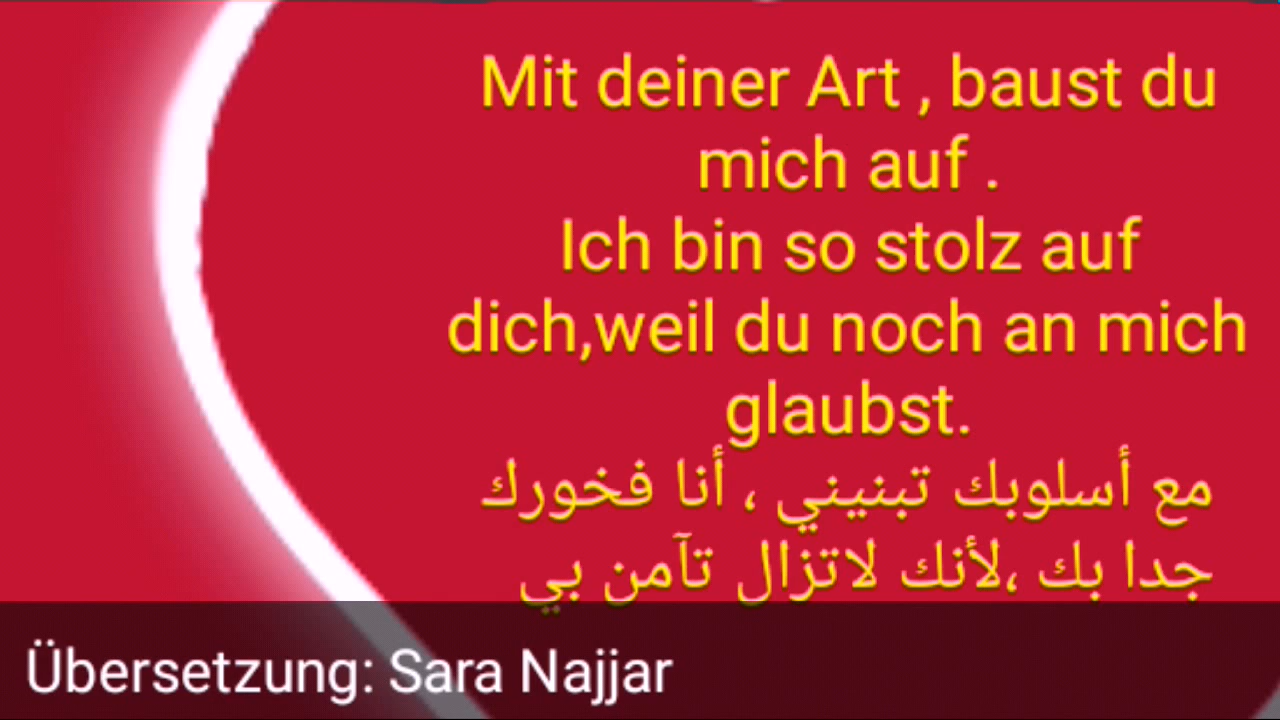 Mit deiner Art , baust du
mich auf .
Ich bin so stolz auf
dich,weil du noch an mich
glaubst.
مع أسلوبك تبنيني ، أنا فخورك
جدا بك ،لأنك لاتزال تآمن بي
Übersetzung: Sara Najjar